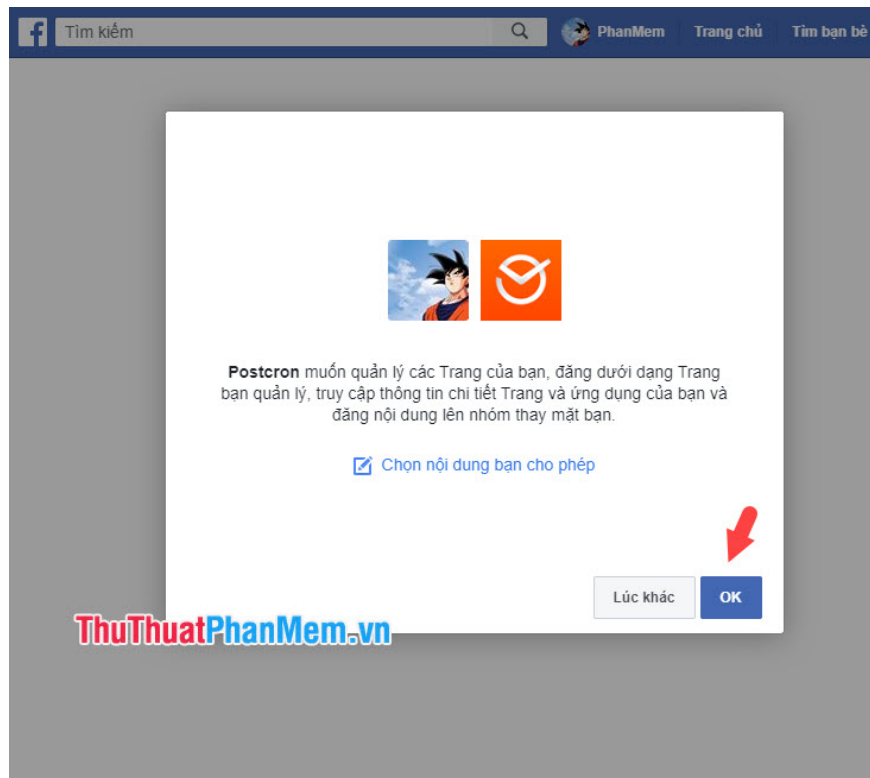 Tìm kiếm
PhanMem Trang chủ Tìm bạn bè
Postcron muốn quản lý các Trang của bạn, đăng dưới dạng Trang
bạn quản lý, truy cập thông tin chi tiết Trang và ứng dụng của bạn và
đăng nội dung lên nhóm thay mặt bạn.
Chọn nội dung bạn cho phép
Lúc khác OK
ThuThuatPhanMem.vn